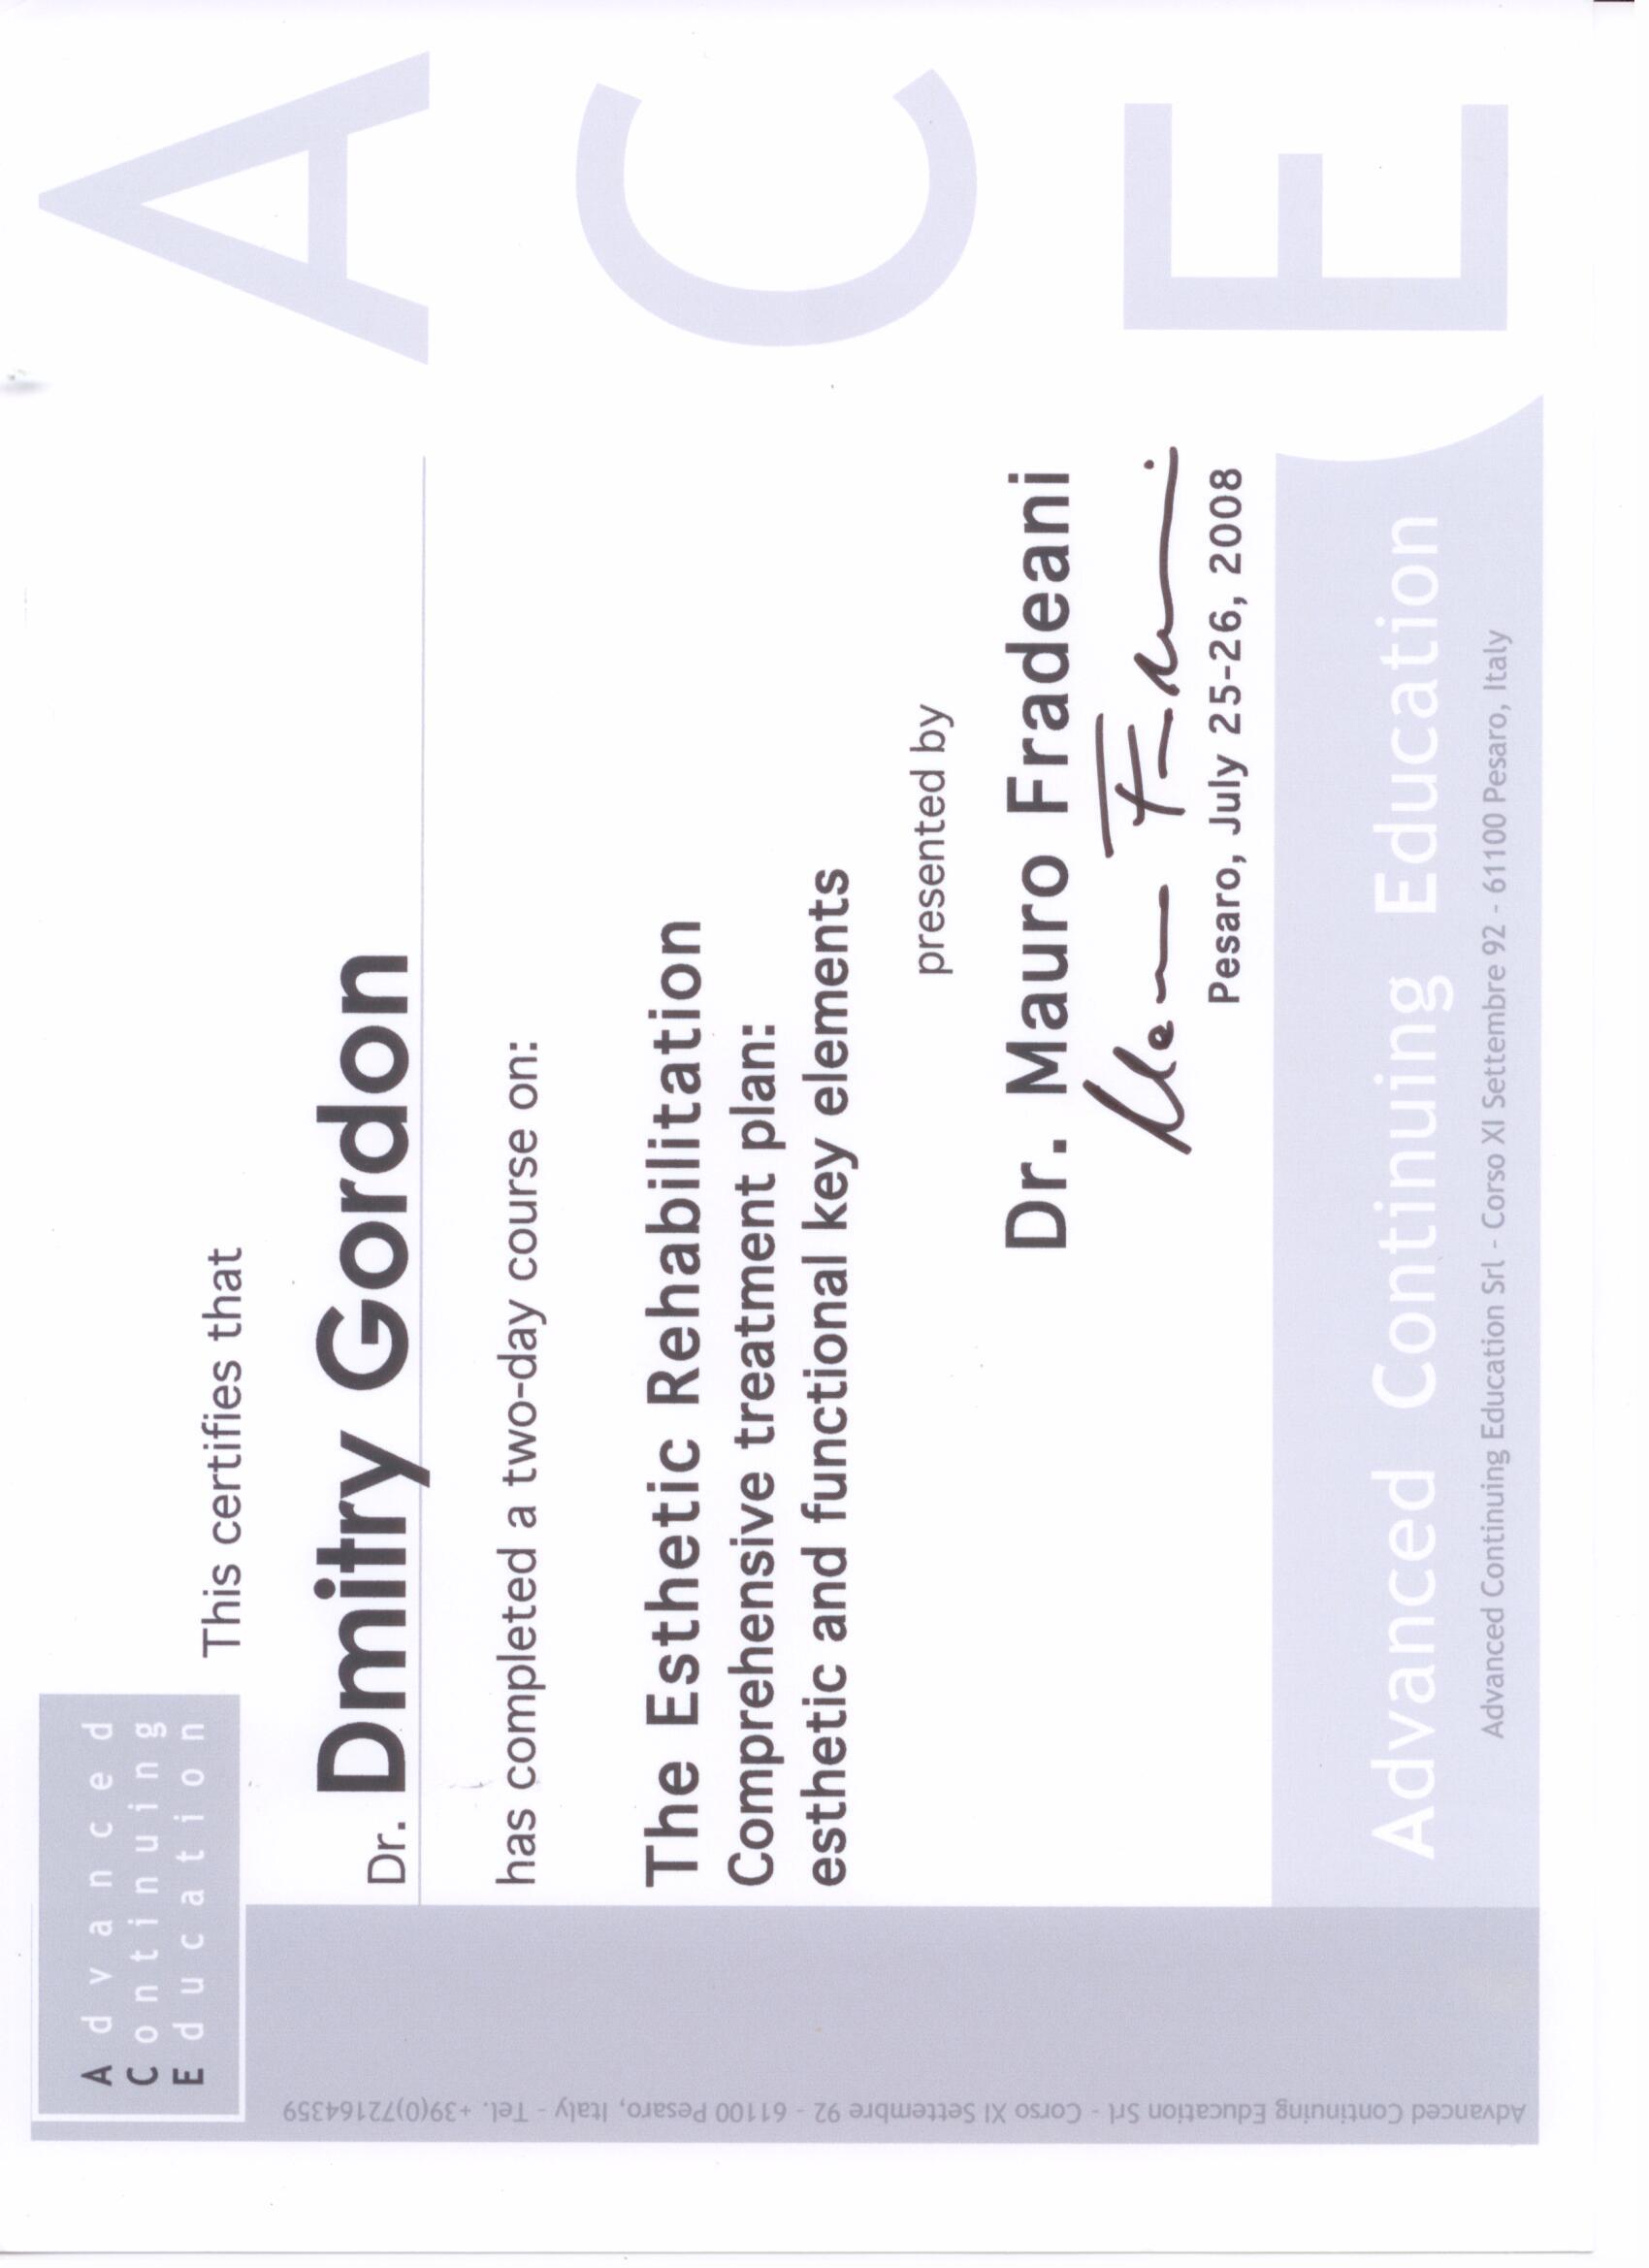 A
C
E
Advanced
Continuing
Education
This certifies that
Dr. Dmitry Gordon
has completed a two-day course on:
The Esthetic Rehabilitation
Comprehensive treatment plan:
esthetic and functional key elements
presented by
Dr. Mauro Fradeani
Mauro Fradeani
Pesaro, July 25-26, 2008
Advanced Continuing Education
Advanced Continuing Education Srl - Corso XI Settembre 92 - 61100 Pesaro, Italy
Advanced Continuing Education Srl - Corso XI Settembre 92 - 61100 Pesaro, Italy - Tel. +39(0)72164359